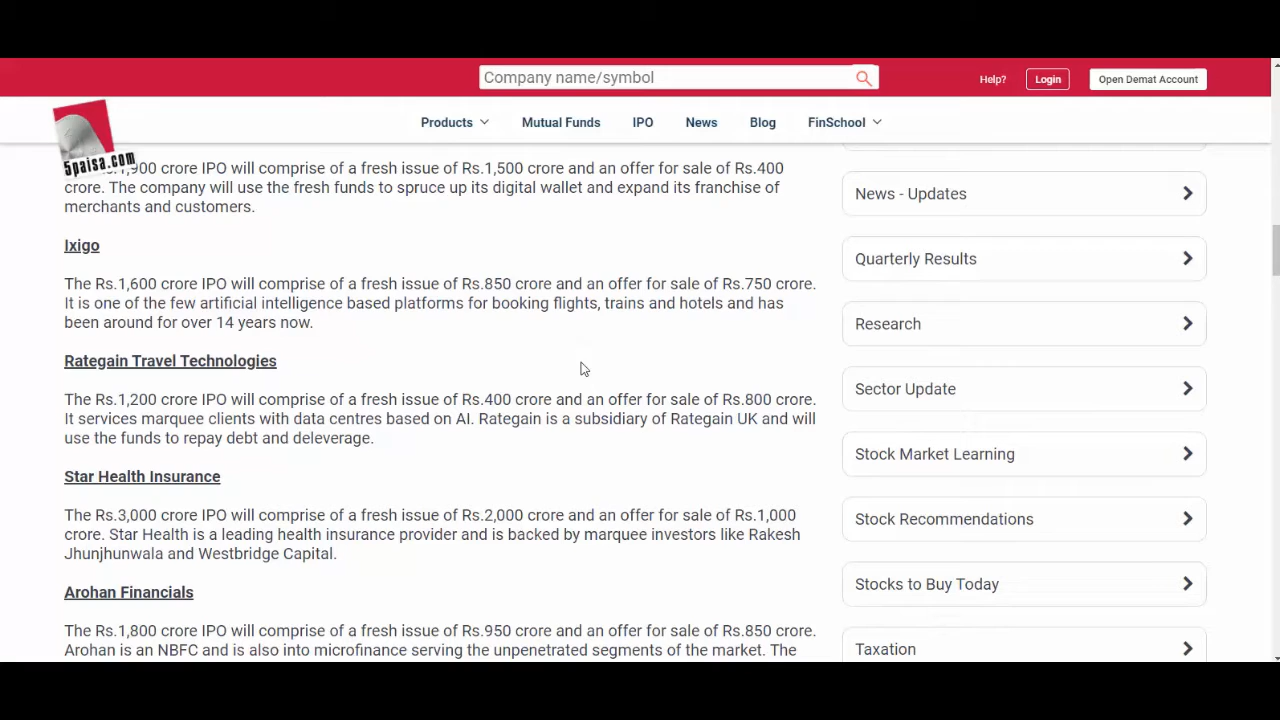 Company name/symbol
Help?
Login
Open Demat Account
5paisa.com
Products
Mutual Funds
IPO
News
Blog
FinSchool
,900 crore IPO will comprise of a fresh issue of Rs.1,500 crore and an offer for sale of Rs.400
crore. The company will use the fresh funds to spruce up its digital wallet and expand its franchise of
merchants and customers.
Ixigo
The Rs.1,600 crore IPO will comprise of a fresh issue of Rs.850 crore and an offer for sale of Rs.750 crore.
It is one of the few artificial intelligence based platforms for booking flights, trains and hotels and has
been around for over 14 years now.
Rategain Travel Technologies
The Rs.1,200 crore IPO will comprise of a fresh issue of Rs.400 crore and an offer for sale of Rs.800 crore.
It services marquee clients with data centres based on AI. Rategain is a subsidiary of Rategain UK and will
use the funds to repay debt and deleverage.
Star Health Insurance
The Rs.3,000 crore IPO will comprise of a fresh issue of Rs.2,000 crore and an offer for sale of Rs.1,000
crore. Star Health is a leading health insurance provider and is backed by marquee investors like Rakesh
Jhunjhunwala and Westbridge Capital.
Arohan Financials
The Rs.1,800 crore IPO will comprise of a fresh issue of Rs.950 crore and an offer for sale of Rs.850 crore.
Arohan is an NBFC and is also into microfinance serving the unpenetrated segments of the market. The
News - Updates
Quarterly Results
Research
Sector Update
Stock Market Learning
Stock Recommendations
Stocks to Buy Today
Taxation